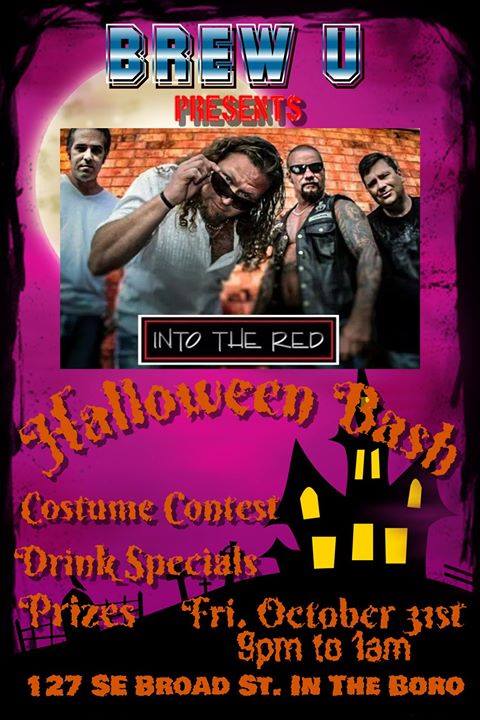 BREW U
PRESENTS
INTO THE RED
Halloween Bash
Costume Contest
Drink Specials
Prizes
Fri. October 31st
9pm to 1am
127 SE Broad St. In The Boro